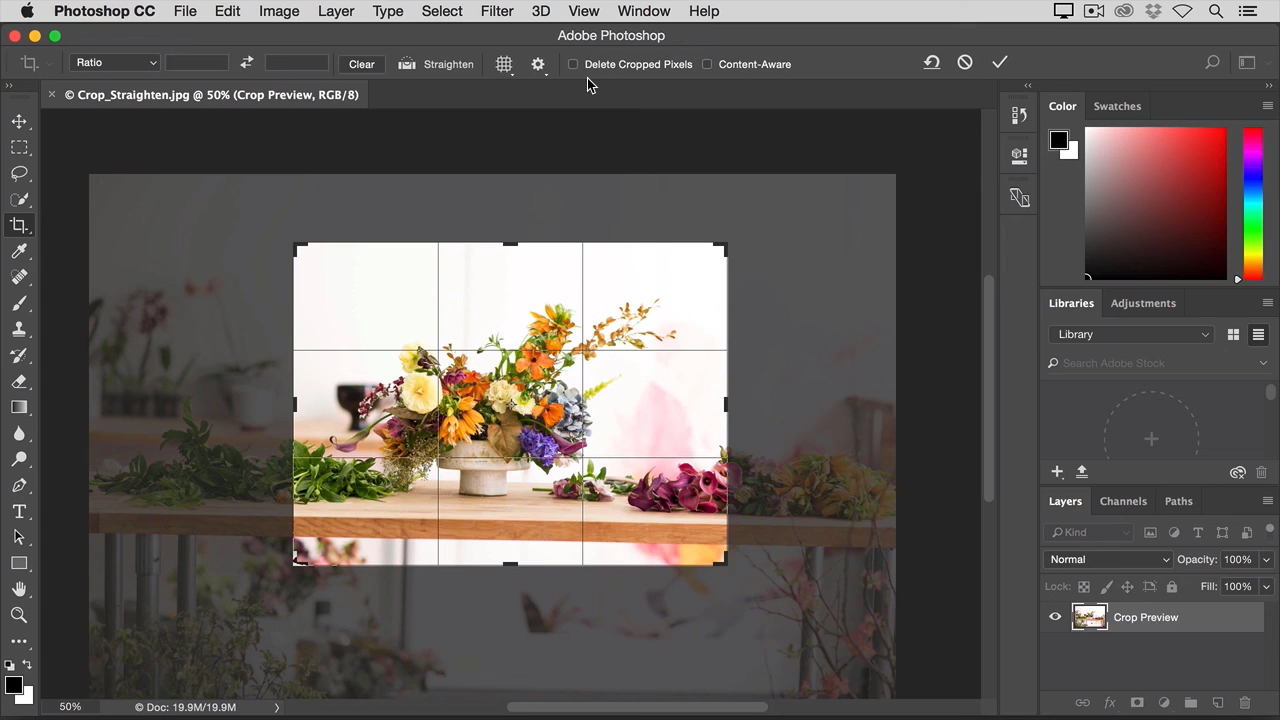 Photoshop CC File Edit Image Layer Type Select Filter 3D View Window Help
Adobe Photoshop
Ratio Clear Straighten Delete Cropped Pixels Content-Aware
© Crop_Straighten.jpg @ 50% (Crop Preview, RGB/8)
Color Swatches
Libraries Adjustments
Library
Search Adobe Stock
Layers Channels Paths
Kind
Normal Opacity: 100%
Lock: Fill: 100%
Crop Preview
50% © Doc: 19.9M/19.9M